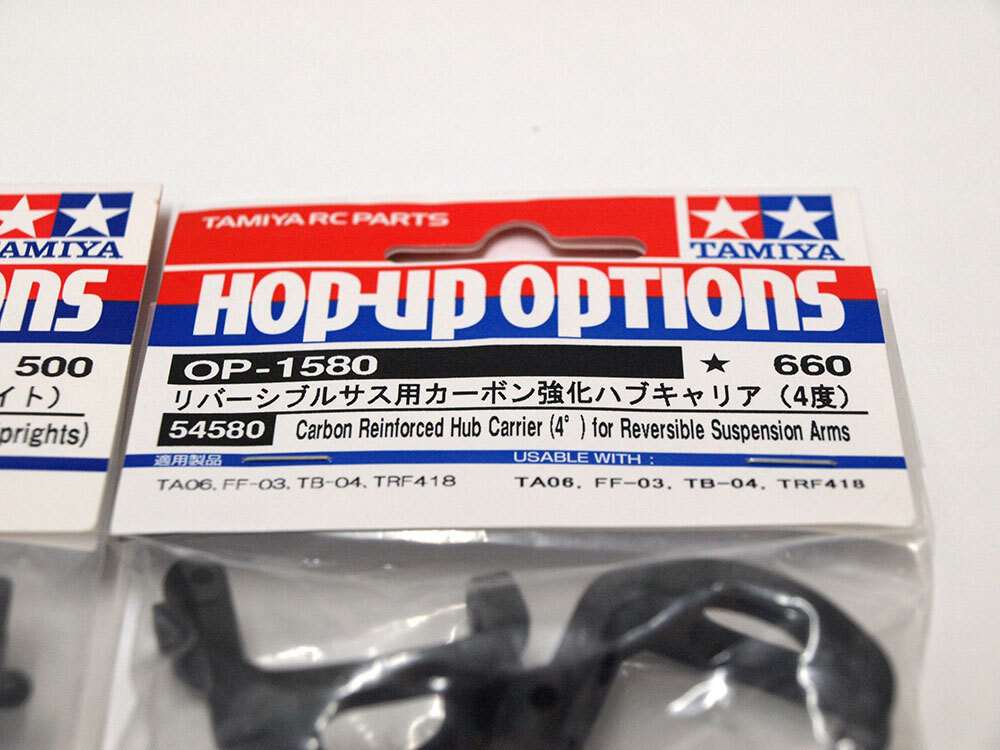 TAMIYA
500
イト)
TAMIYA RC PARTS
TAMIYA
HOP-UP OPTIONS
OP-1580 ★ 660
リバーシブルサス用カーボン強化ハブキャリア（4度）
54580 Carbon Reinforced Hub Carrier (4°) for Reversible Suspension Arms
適用製品 USABLE WITH :
TA06, FF-03, TB-04, TRF418 TA06, FF-03, TB-04, TRF418